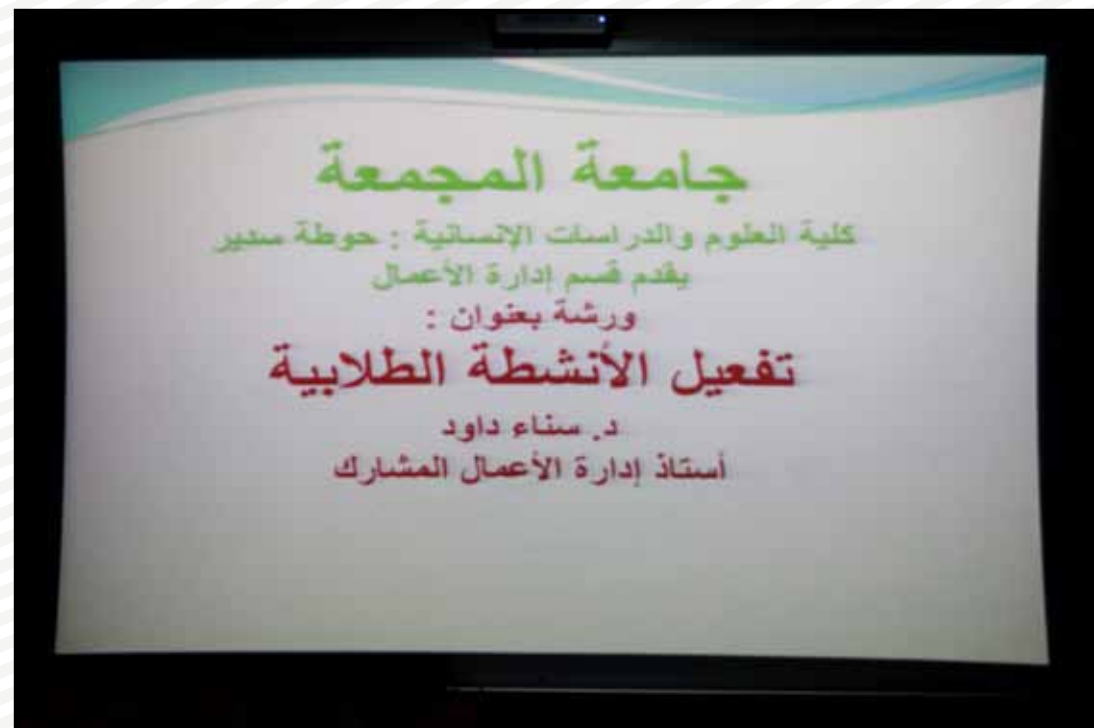 جامعة المجمعة
كلية العلوم والدراسات الإنسانية : حوطة سدير
يقدم قسم إدارة الأعمال
ورشة بعنوان :
تفعيل الأنشطة الطلابية
د. سناء داود
أستاذ إدارة الأعمال المشارك